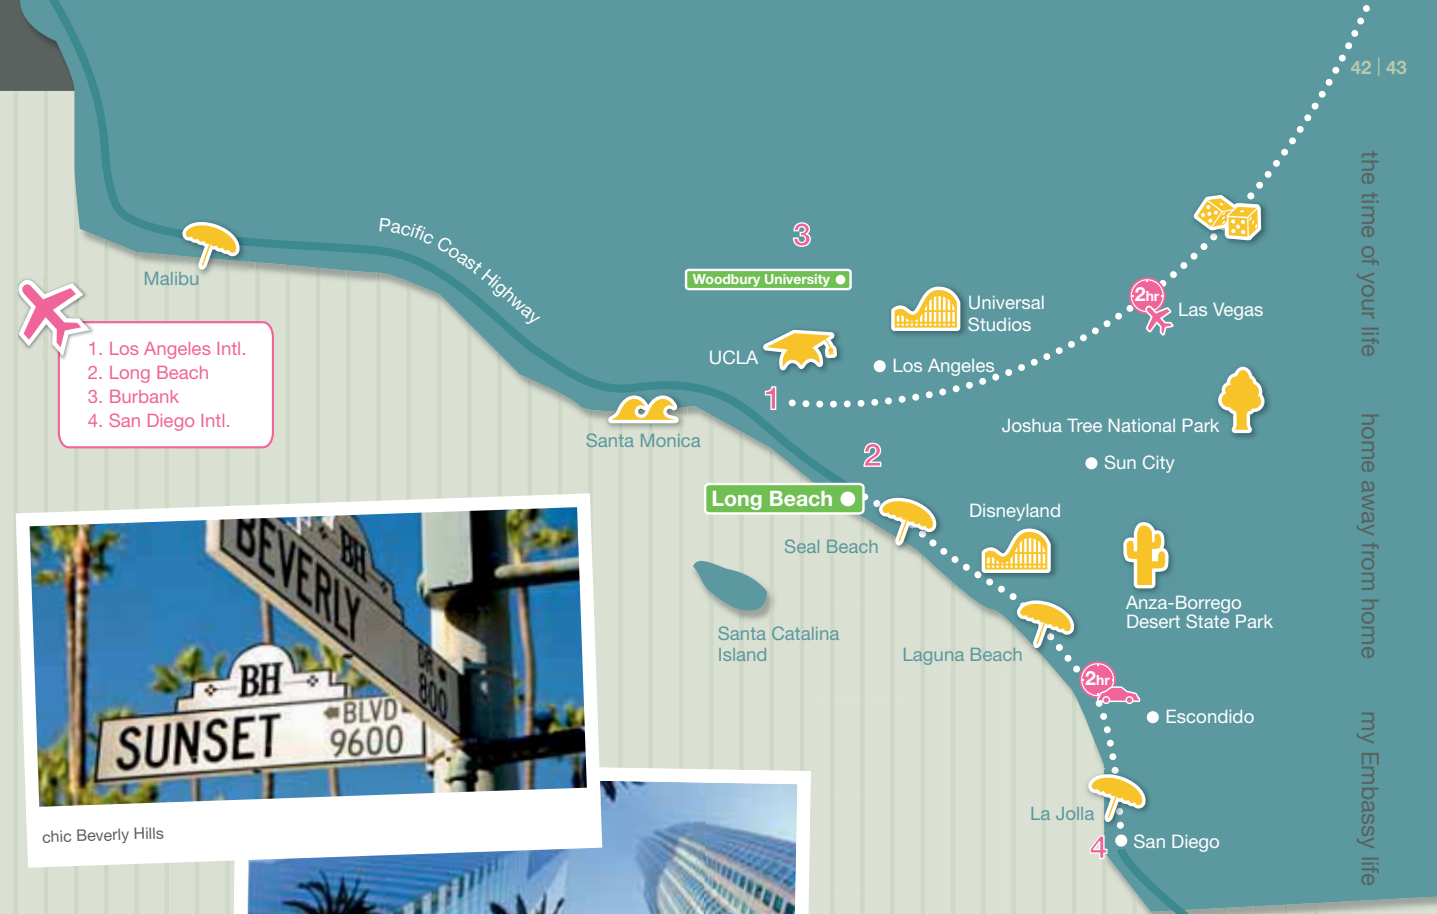 42 | 43
the time of your life
home away from home
my Embassy life
Pacific Coast Highway
Malibu
1. Los Angeles Intl.
2. Long Beach
3. Burbank
4. San Diego Intl.
3
Woodbury University
Universal
Studios
2hr
Las Vegas
UCLA
Los Angeles
1
Joshua Tree National Park
Santa Monica
2
Sun City
Long Beach
Disneyland
Seal Beach
Anza-Borrego
Desert State Park
Santa Catalina
Island
Laguna Beach
2hr
Escondido
La Jolla
4
San Diego
BH
BEVERLY
DR
800
BH
SUNSET
BLVD
9600
chic Beverly Hills